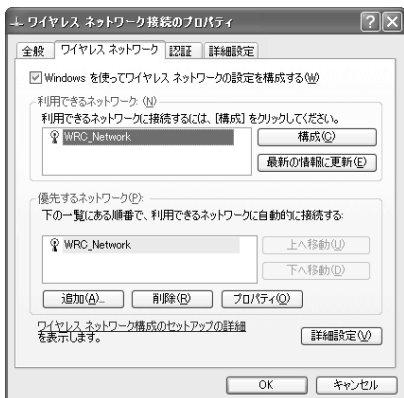 ワイヤレス ネットワーク接続のプロパティ
全般 ワイヤレス ネットワーク 認証 詳細設定
Windows を使ってワイヤレス ネットワークの設定を構成する(W)
利用できるネットワーク: (N)
利用できるネットワークに接続するには、[構成] をクリックしてください。
WRC_Network
構成(C)
最新の情報に更新(E)
優先するネットワーク(P):
下の一覧にある順番で、利用できるネットワークに自動的に接続する:
WRC_Network
上へ移動(U)
下へ移動(D)
追加(A)... 削除(R) プロパティ(O)
ワイヤレス ネットワーク構成のセットアップの詳細
を表示します。
詳細設定(V)
OK キャンセル